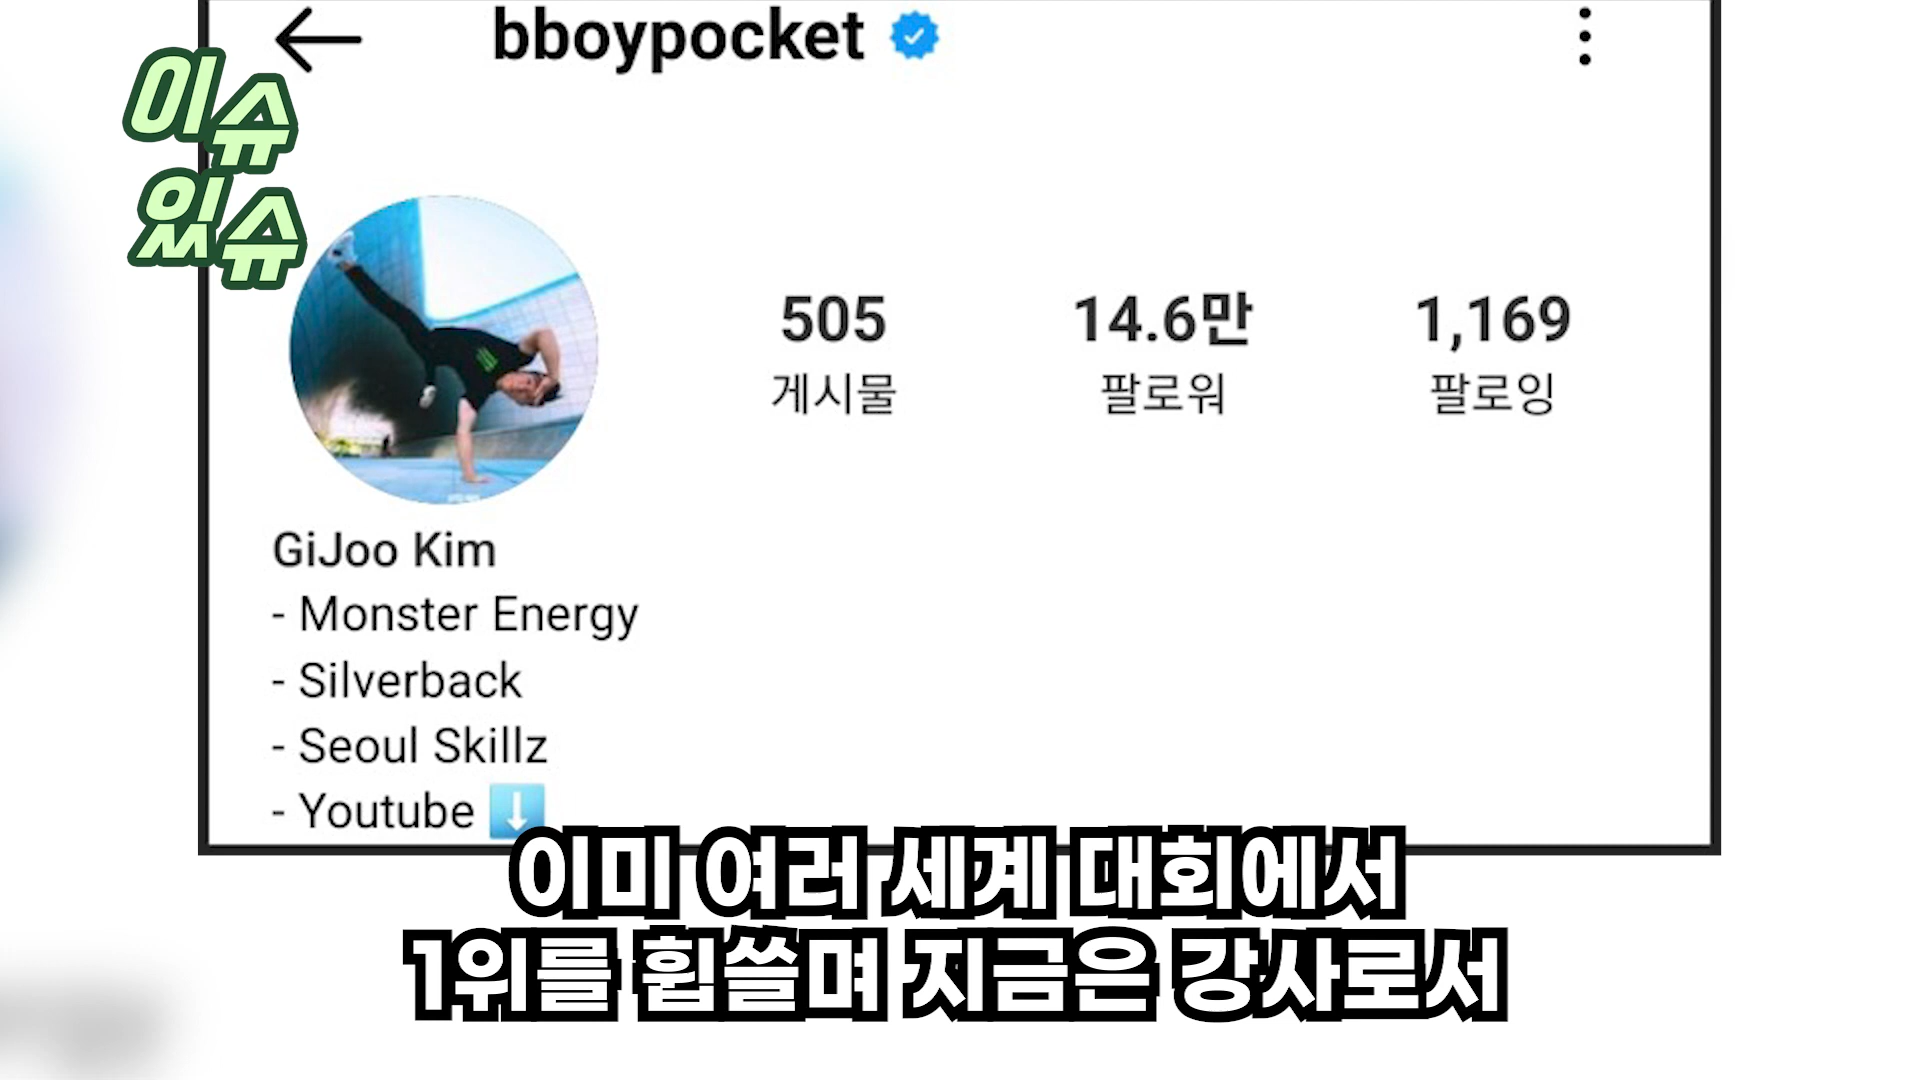 bboypocket
이슈
있슈
505
게시물
14.6만
팔로워
1,169
팔로잉
GiJoo Kim
- Monster Energy
- Silverback
- Seoul Skillz
- Youtube ⬇️
이미 여러 세계 대회에서
1위를 휩쓸며 지금은 강사로서